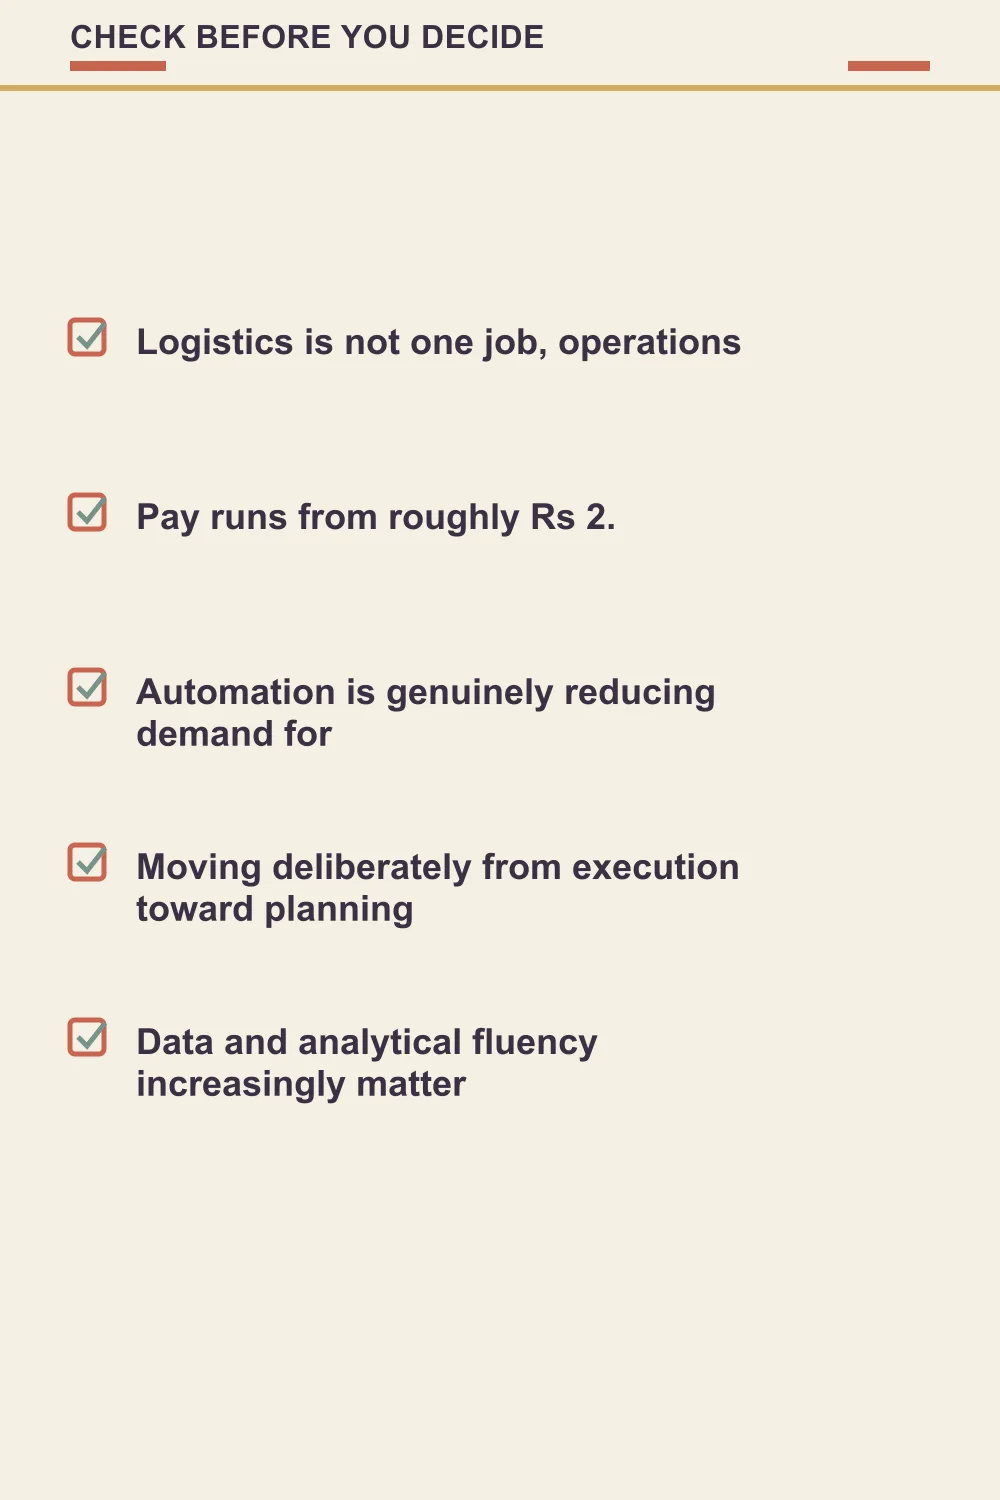 CHECK BEFORE YOU DECIDE
Logistics is not one job, operations
Pay runs from roughly Rs 2.
Automation is genuinely reducing
demand for
Moving deliberately from execution
toward planning
Data and analytical fluency
increasingly matter